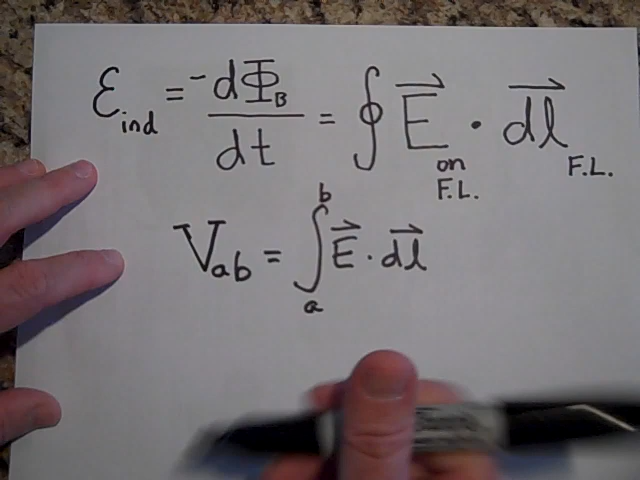 ℰind = -dΦB/dt = ∮ E⃗ on F.L. · dl⃗ F.L.
Vab = ∫ₐᵇ E⃗ · dl⃗